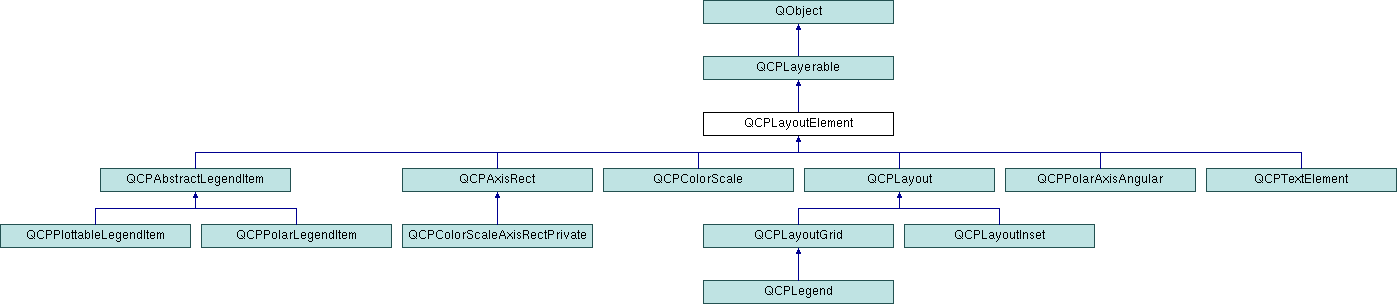 QObject
QCPLayerable
QCPLayoutElement
QCPAbstractLegendItem
QCPAxisRect
QCPColorScale
QCPLayout
QCPPolarAxisAngular
QCPTextElement
QCPPlottableLegendItem
QCPPolarLegendItem
QCPColorScaleAxisRectPrivate
QCPLayoutGrid
QCPLayoutInset
QCPLegend